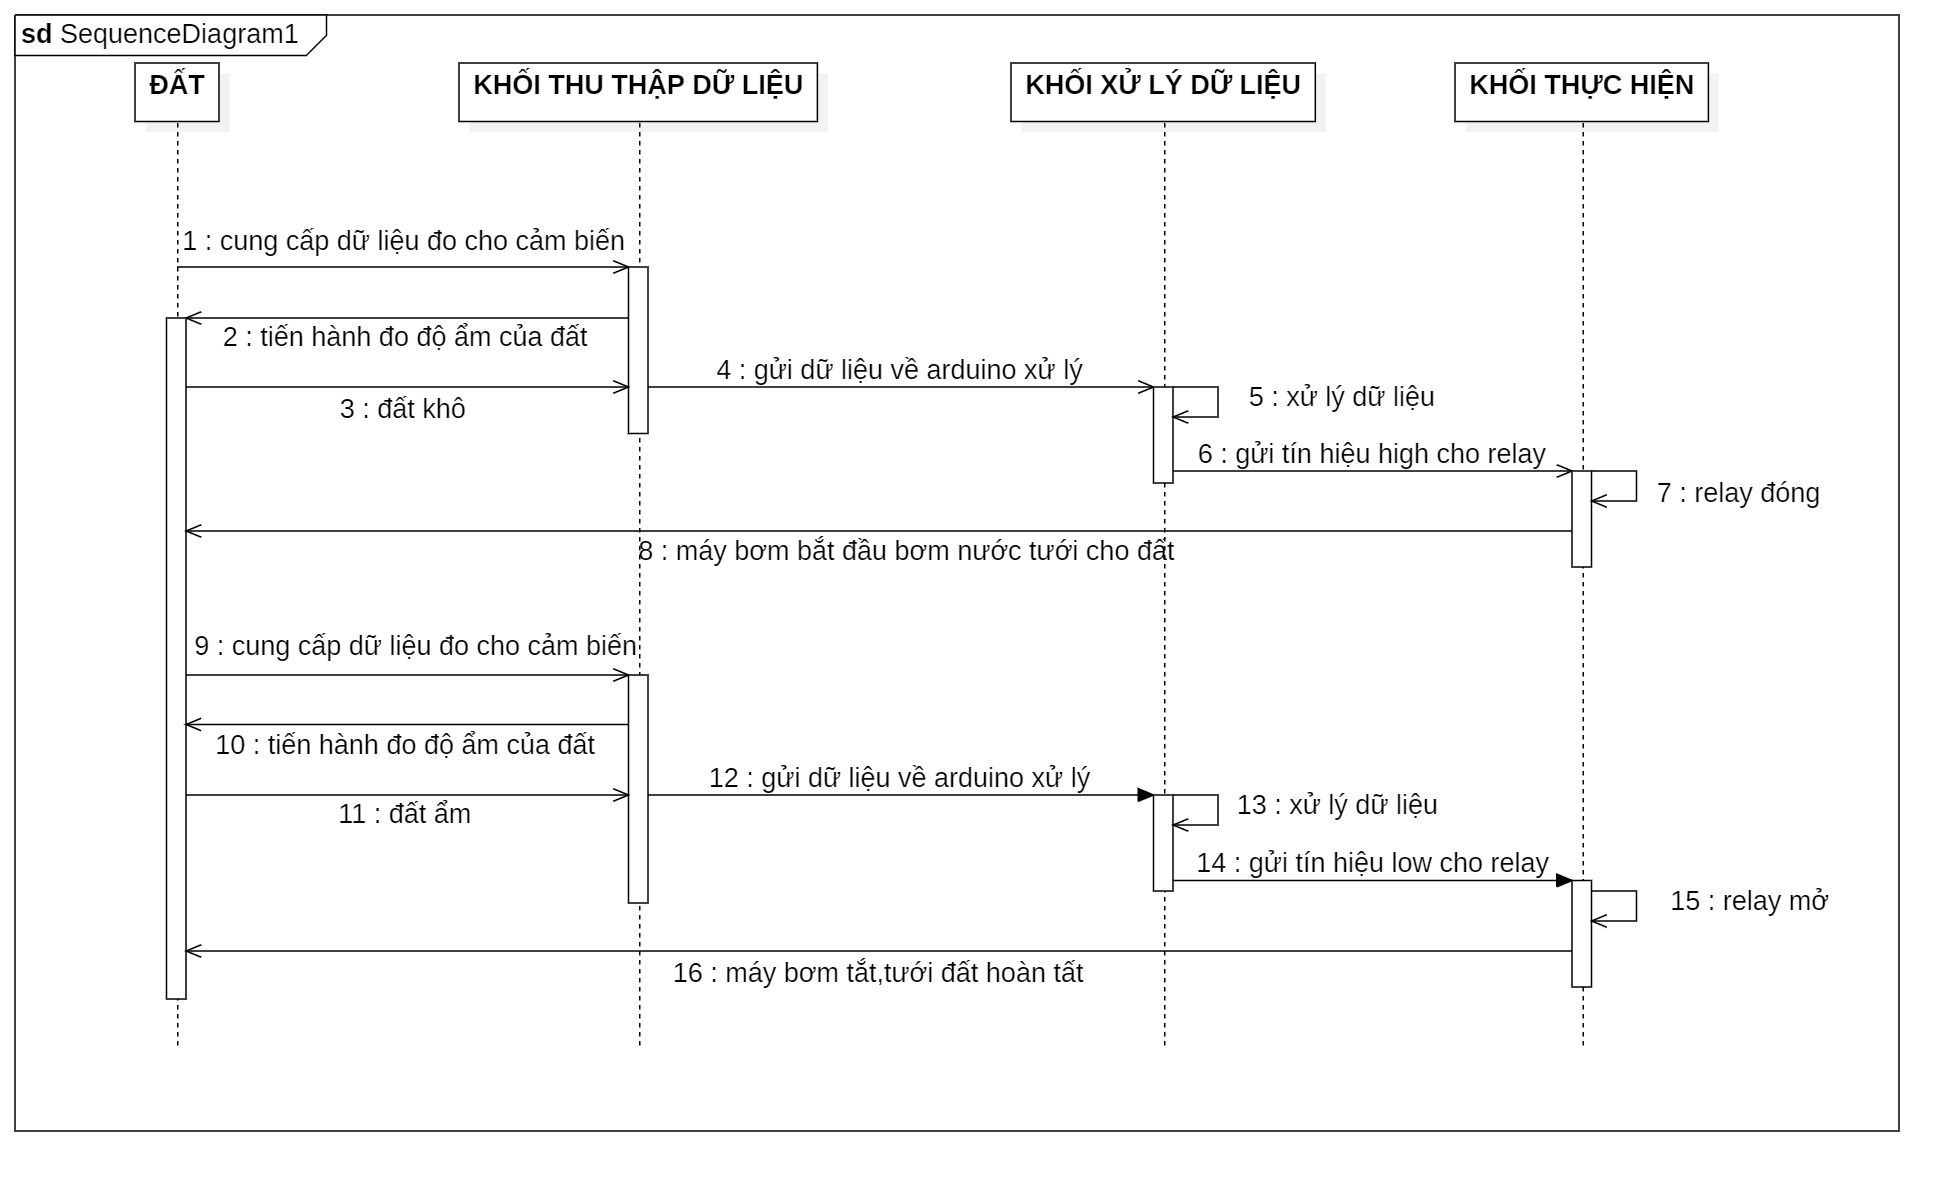 sd SequenceDiagram1
ĐẤT
KHỐI THU THẬP DỮ LIỆU
KHỐI XỬ LÝ DỮ LIỆU
KHỐI THỰC HIỆN
1 : cung cấp dữ liệu đo cho cảm biến
2 : tiến hành đo độ ẩm của đất
3 : đất khô
4 : gửi dữ liệu về arduino xử lý
5 : xử lý dữ liệu
6 : gửi tín hiệu high cho relay
7 : relay đóng
8 : máy bơm bắt đầu bơm nước tưới cho đất
9 : cung cấp dữ liệu đo cho cảm biến
10 : tiến hành đo độ ẩm của đất
11 : đất ẩm
12 : gửi dữ liệu về arduino xử lý
13 : xử lý dữ liệu
14 : gửi tín hiệu low cho relay
15 : relay mở
16 : máy bơm tắt,tưới đất hoàn tất